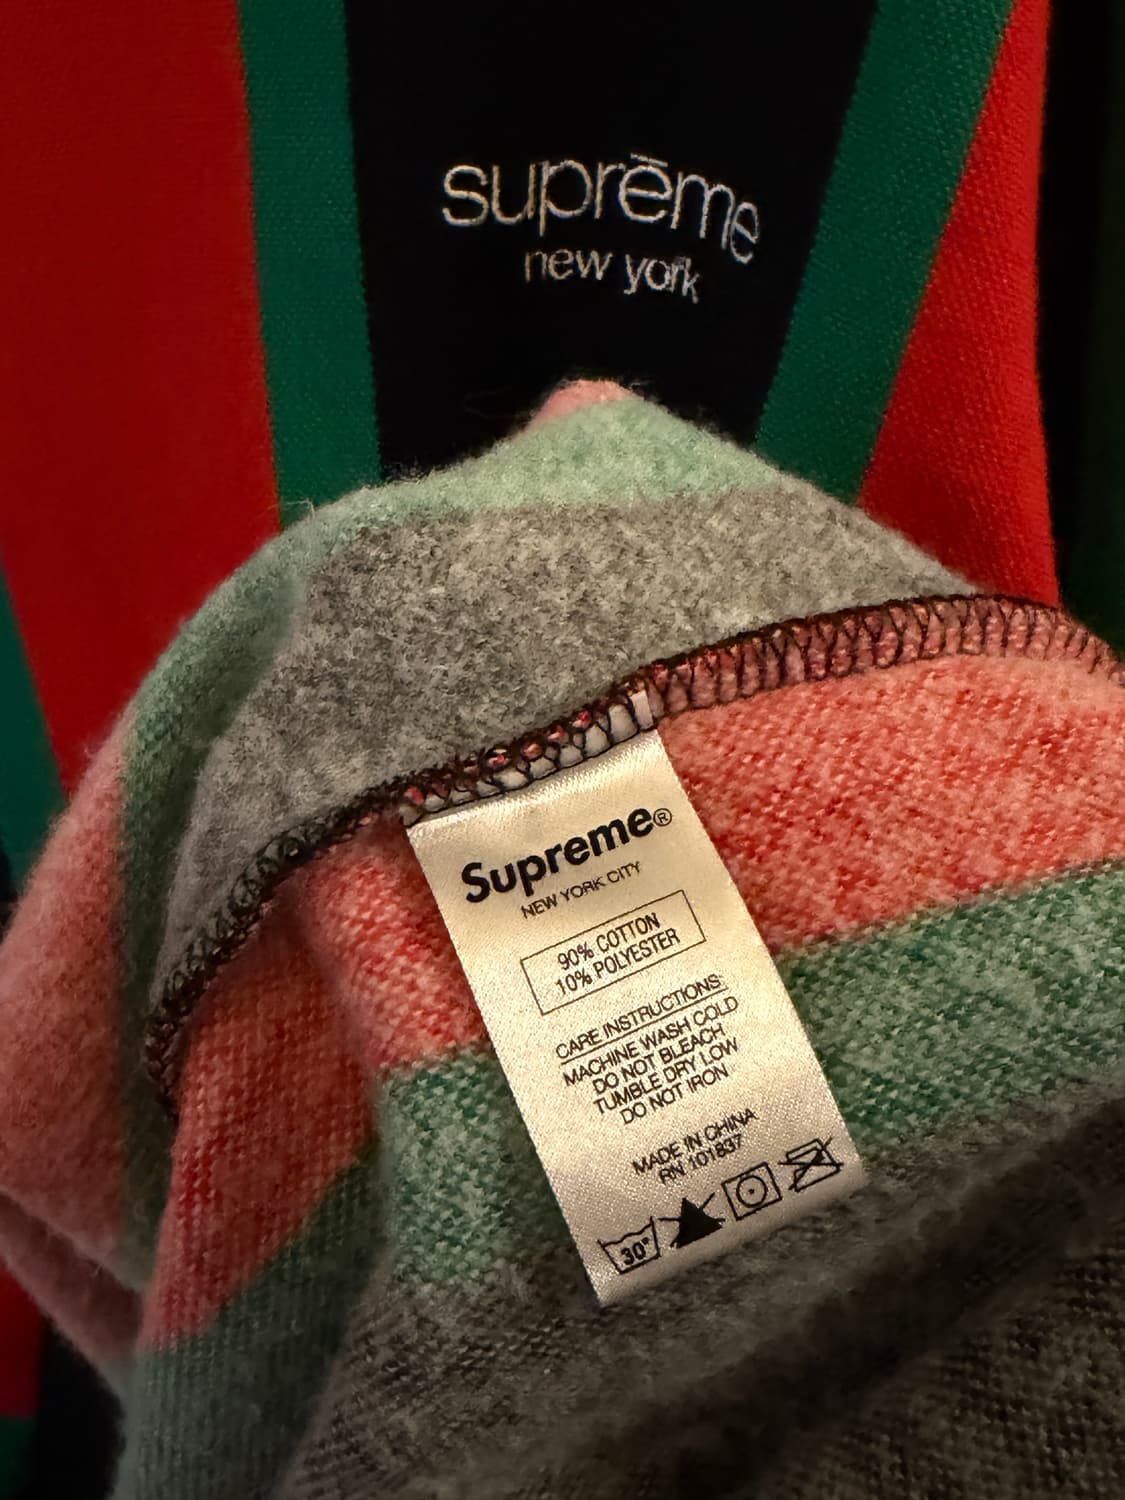 suprēme
new york
Supreme®
NEW YORK CITY
90% COTTON
10% POLYESTER
CARE INSTRUCTIONS:
MACHINE WASH COLD
DO NOT BLEACH
TUMBLE DRY LOW
DO NOT IRON
MADE IN CHINA
RN 101837
30°